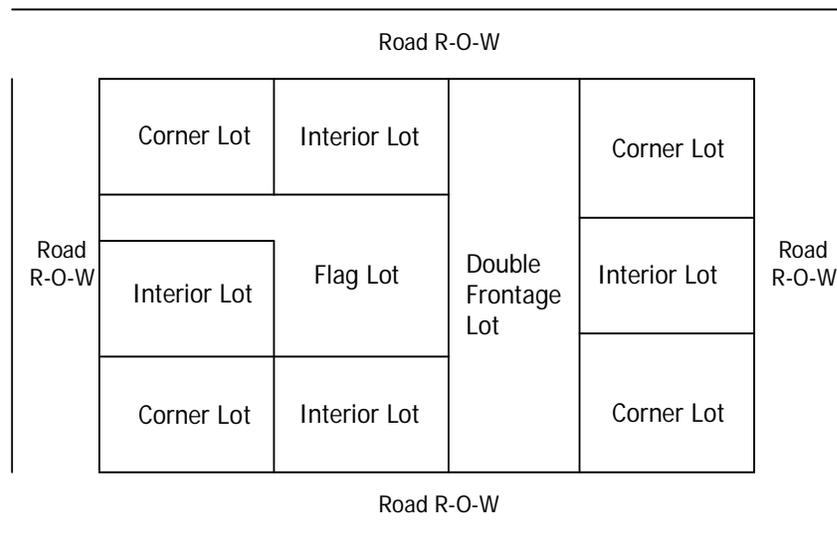 Road R-O-W
Corner Lot
Interior Lot
Corner Lot
Road
R-O-W
Interior Lot
Flag Lot
Double
Frontage
Lot
Interior Lot
Road
R-O-W
Corner Lot
Interior Lot
Corner Lot
Road R-O-W